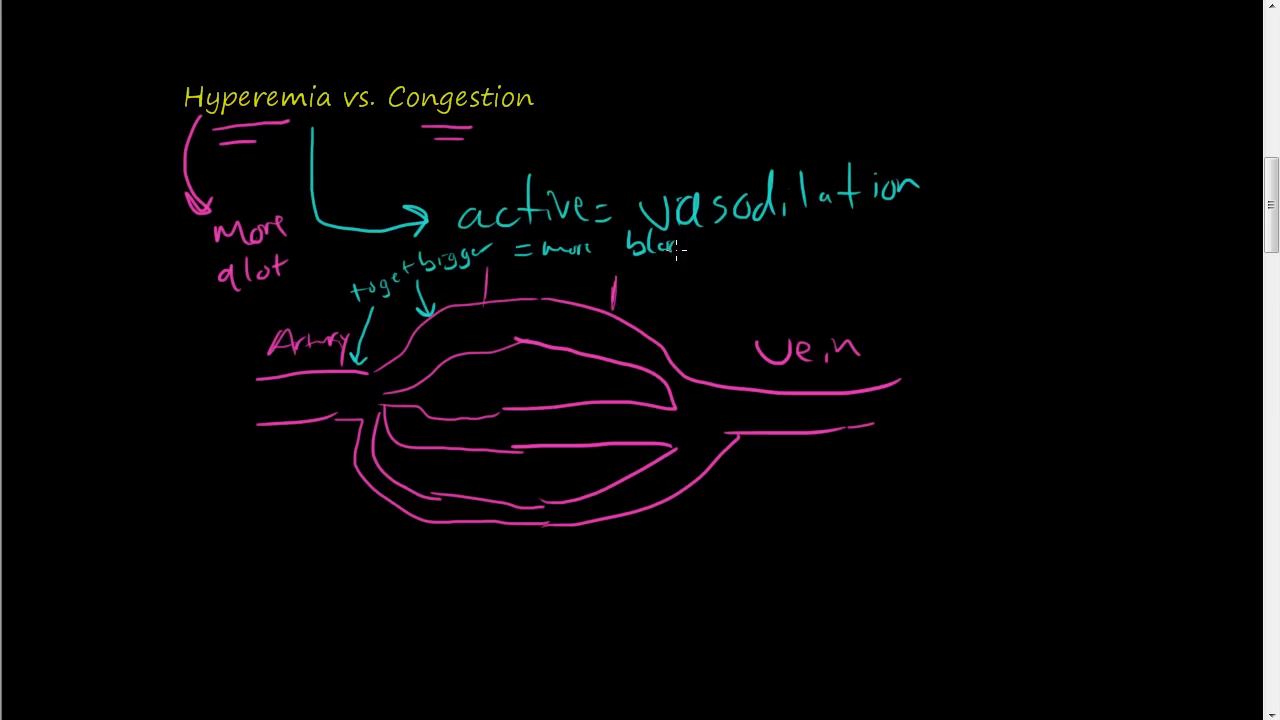 Hyperemia vs. Congestion
active = vasodilation
more
alot
to get bigger = more
Artery
Vein